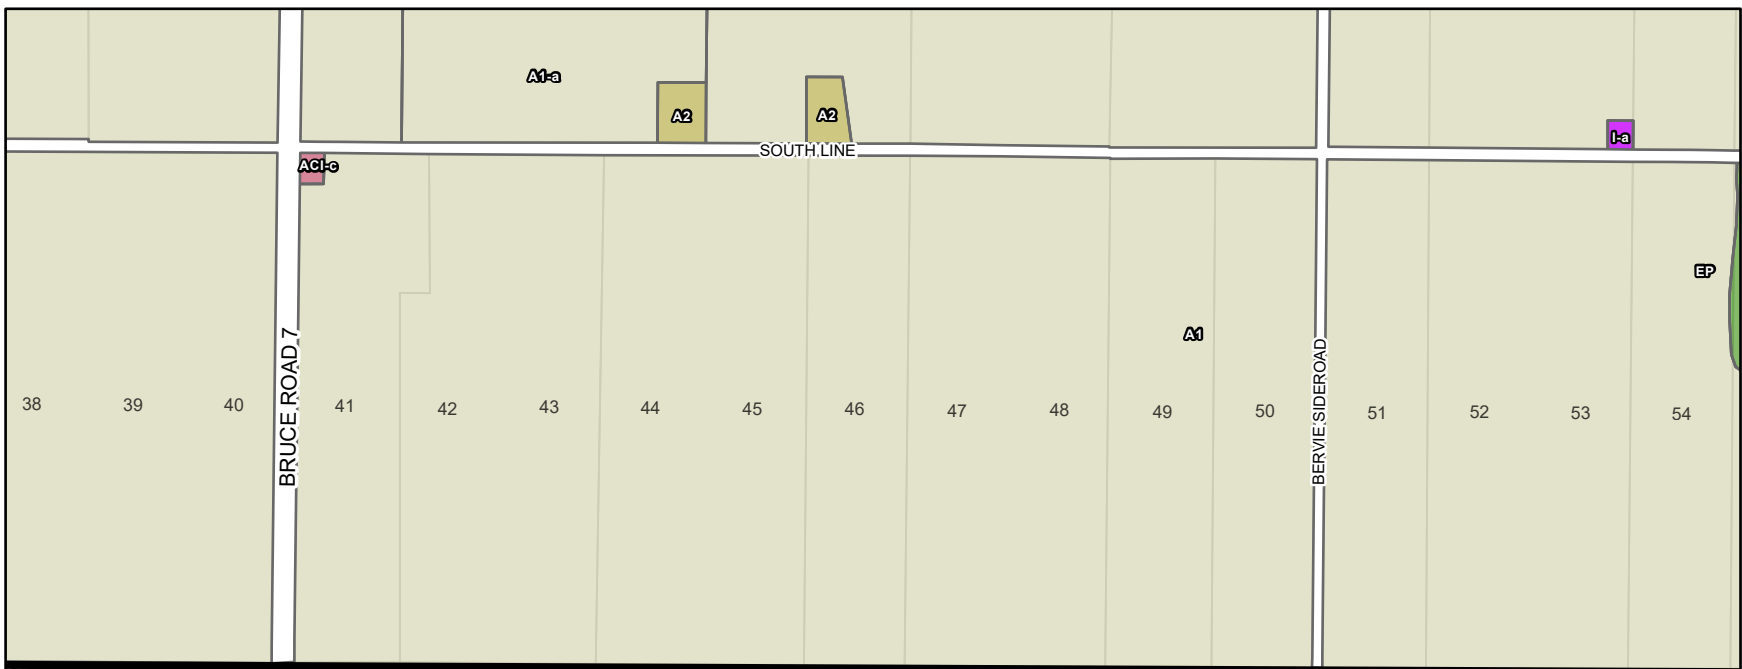 A1-a
A2
A2
I-a
SOUTH LINE
ACI-c
EP
A1
BRUCE ROAD 7
BERVIE SIDEROAD
38 39 40 41 42 43 44 45 46 47 48 49 50 51 52 53 54